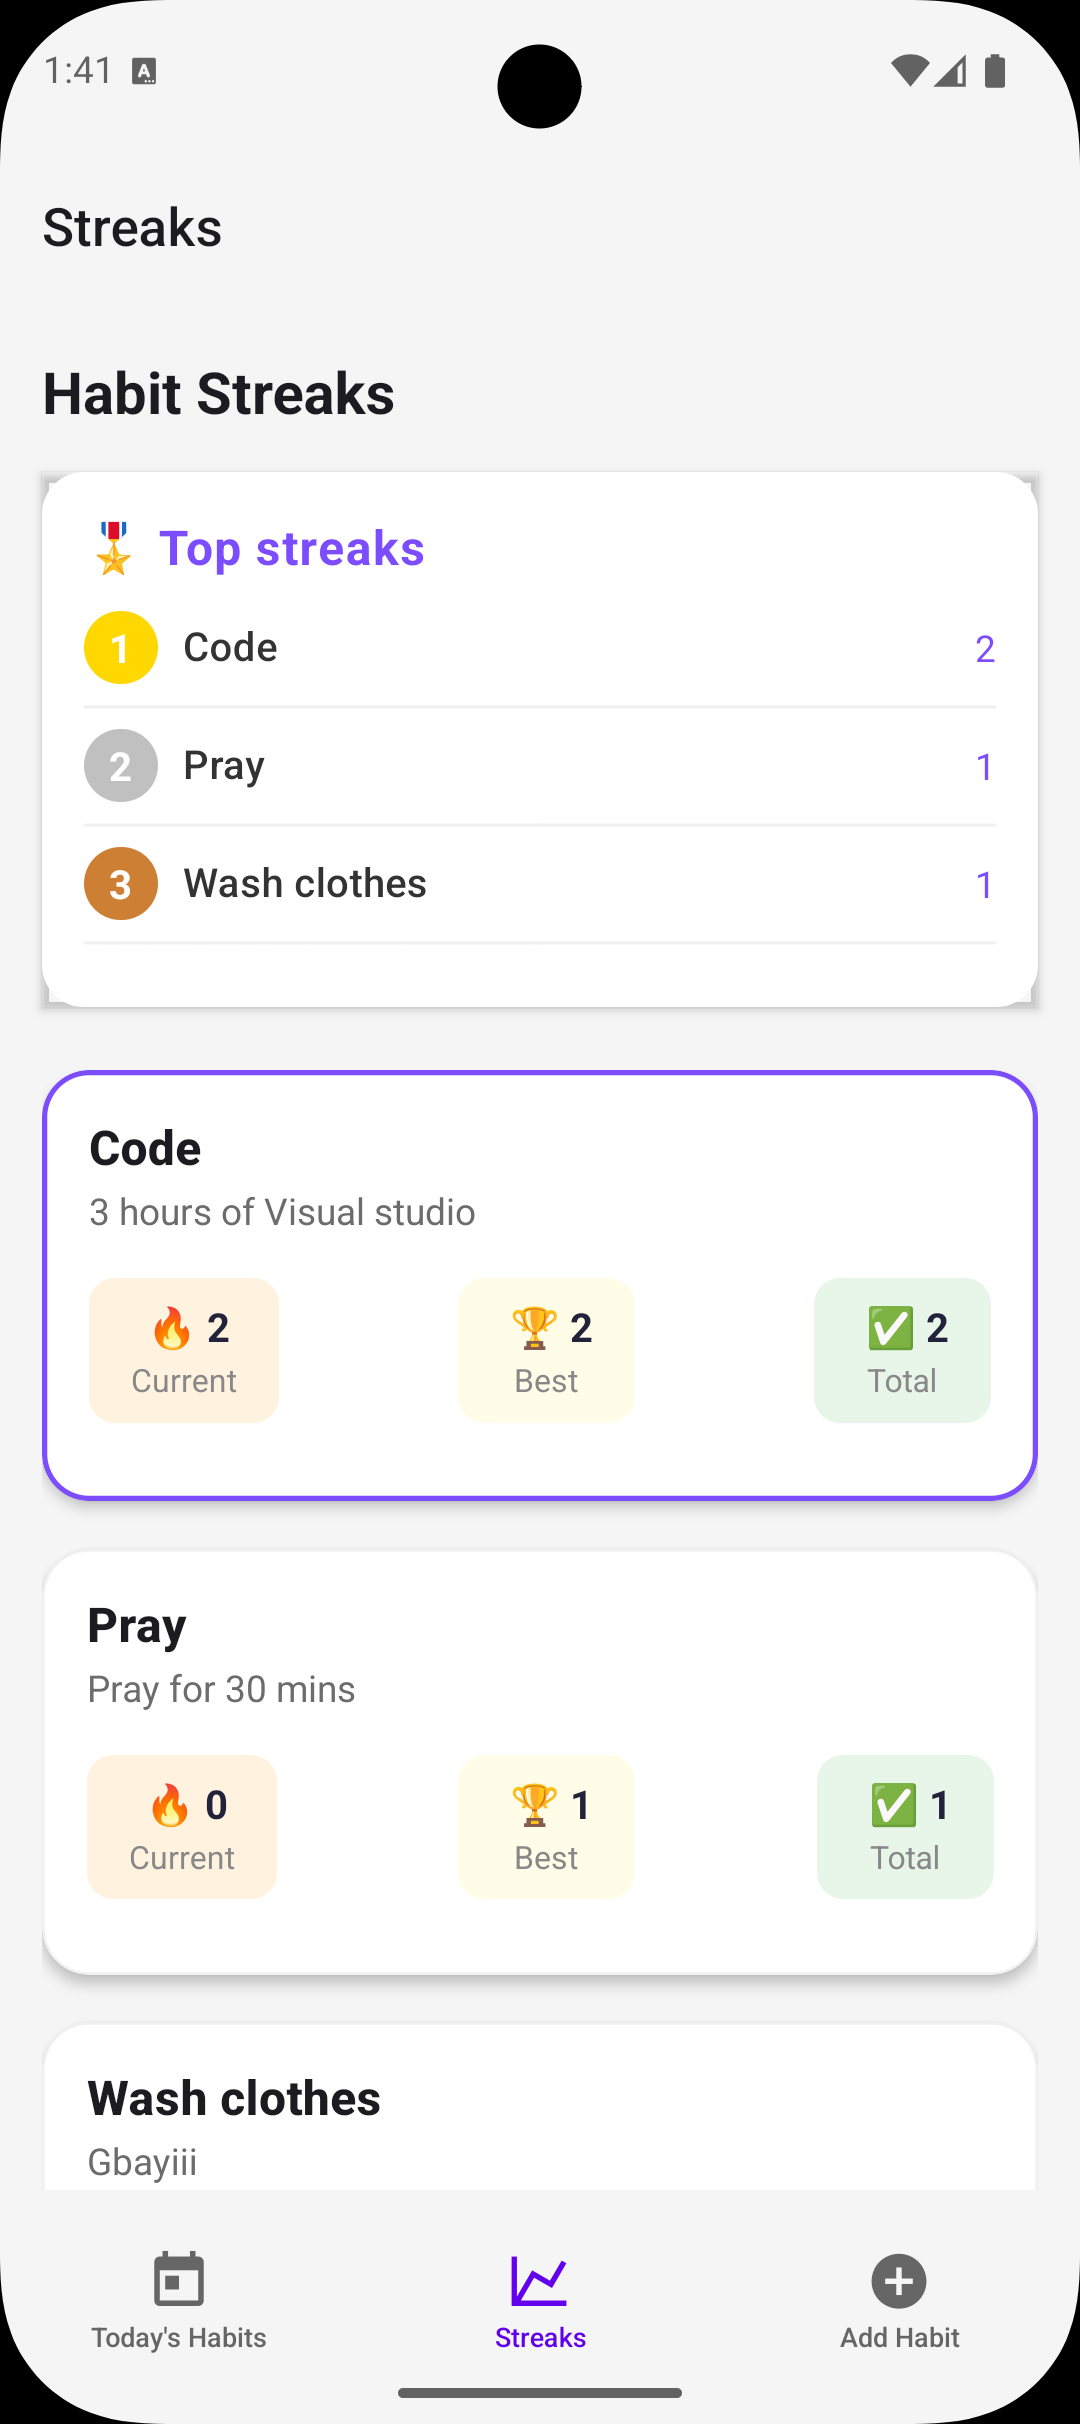 1:41
Streaks
Habit Streaks
🎖️ Top streaks
1 Code 2
2 Pray 1
3 Wash clothes 1
Code
3 hours of Visual studio
🔥 2 🏆 2 ✅ 2
Current Best Total
Pray
Pray for 30 mins
🔥 0 🏆 1 ✅ 1
Current Best Total
Wash clothes
Gbayiii
Today's Habits Streaks Add Habit